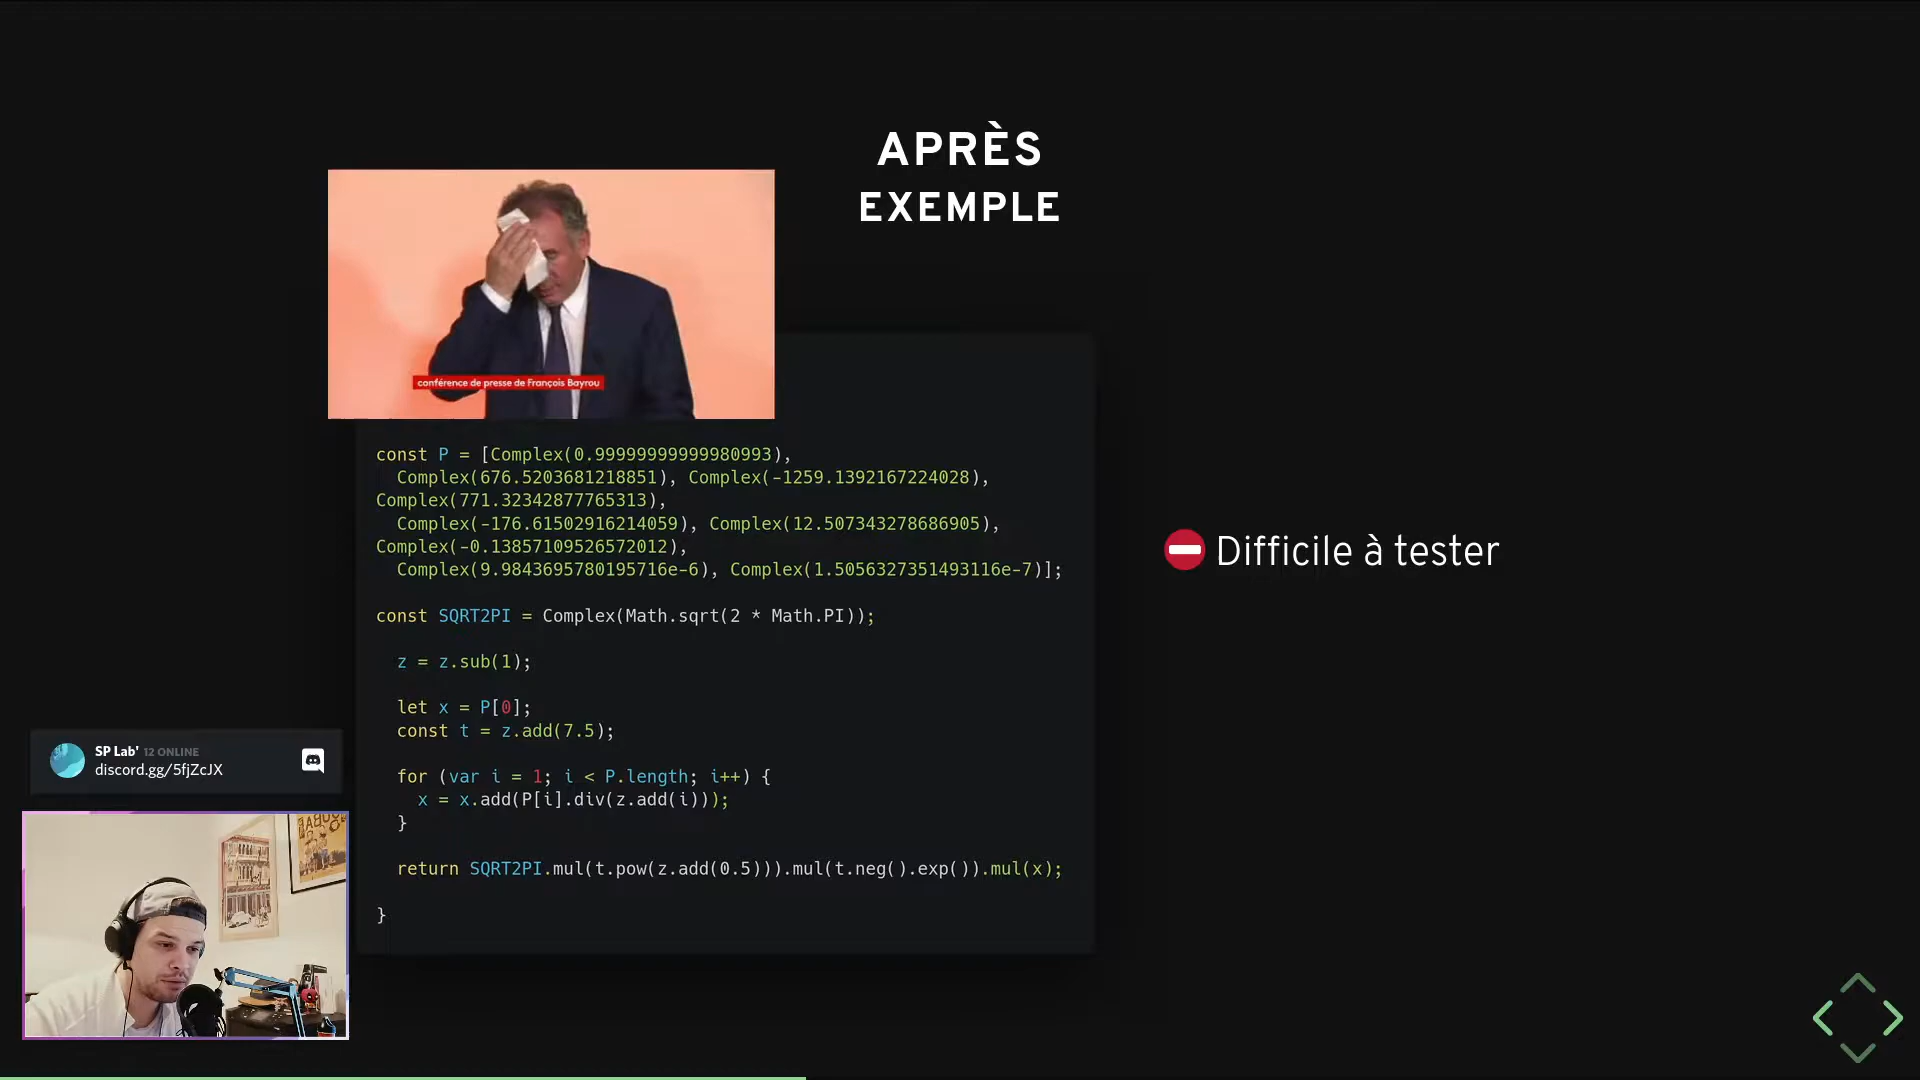 APRÈS
EXEMPLE
conférence de presse de François Bayrou
const P = [Complex(0.99999999999980993),
Complex(676.5203681218851), Complex(-1259.1392167224028),
Complex(771.32342877765313),
Complex(-176.61502916214059), Complex(12.507343278686905),
Complex(-0.13857109526572012),
Complex(9.9843695780195716e-6), Complex(1.5056327351493116e-7)];
const SQRT2PI = Complex(Math.sqrt(2 * Math.PI));
z = z.sub(1);
let x = P[0];
const t = z.add(7.5);
for (var i = 1; i < P.length; i++) {
x = x.add(P[i].div(z.add(i)));
}
return SQRT2PI.mul(t.pow(z.add(0.5))).mul(t.neg().exp()).mul(x);
}
Difficile à tester
SP Lab' 12 ONLINE
discord.gg/5fjZcJX